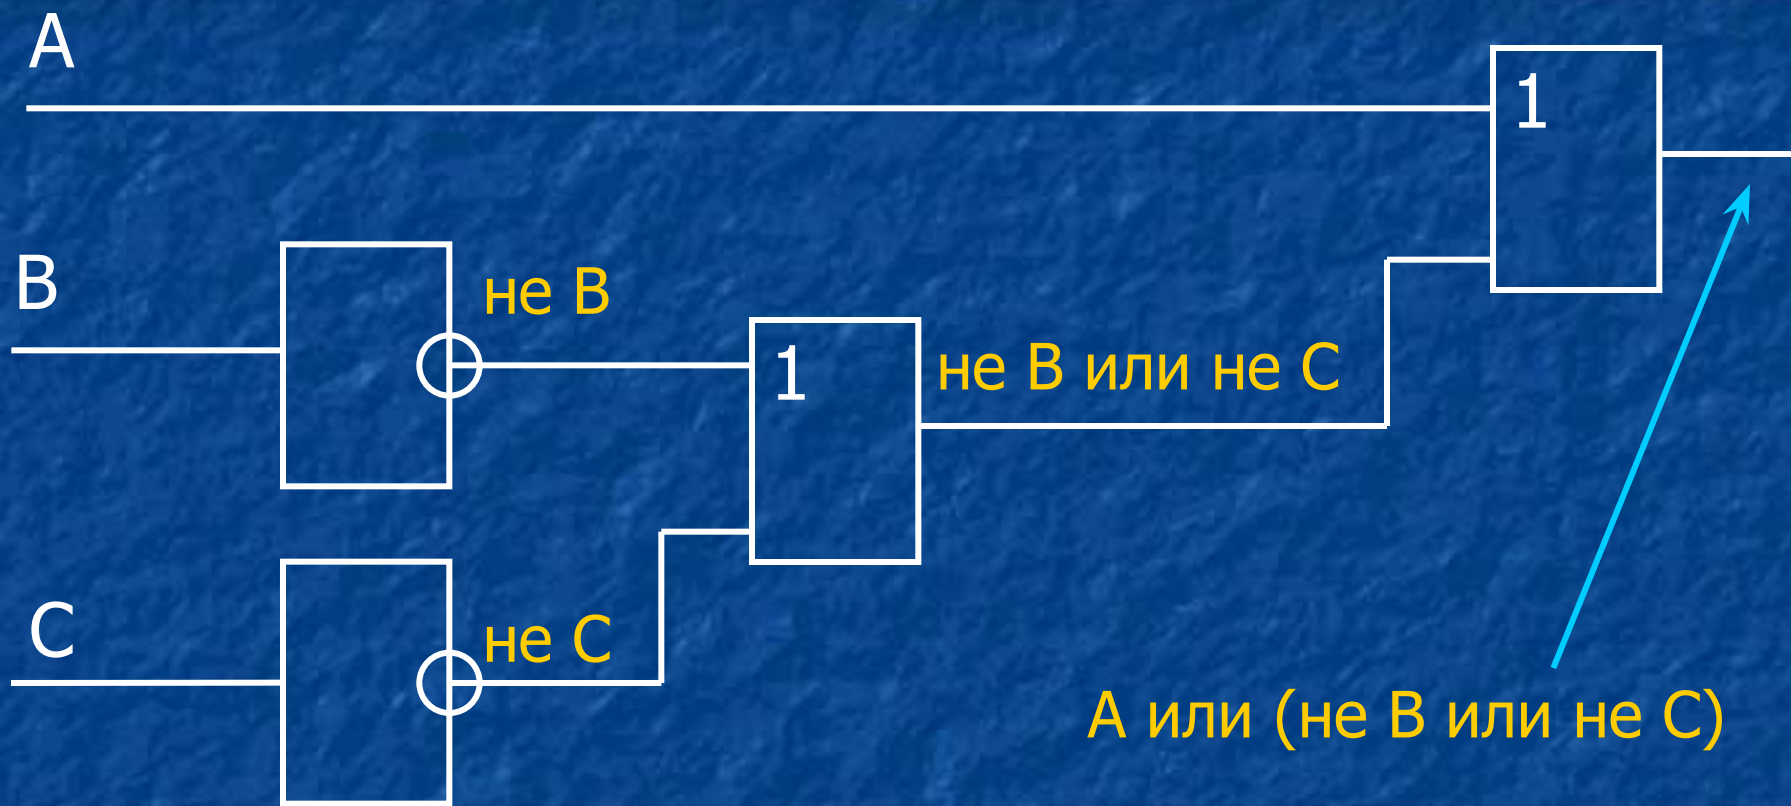 А
1
В
не В
1
не В или не С
С
не С
А или (не В или не С)